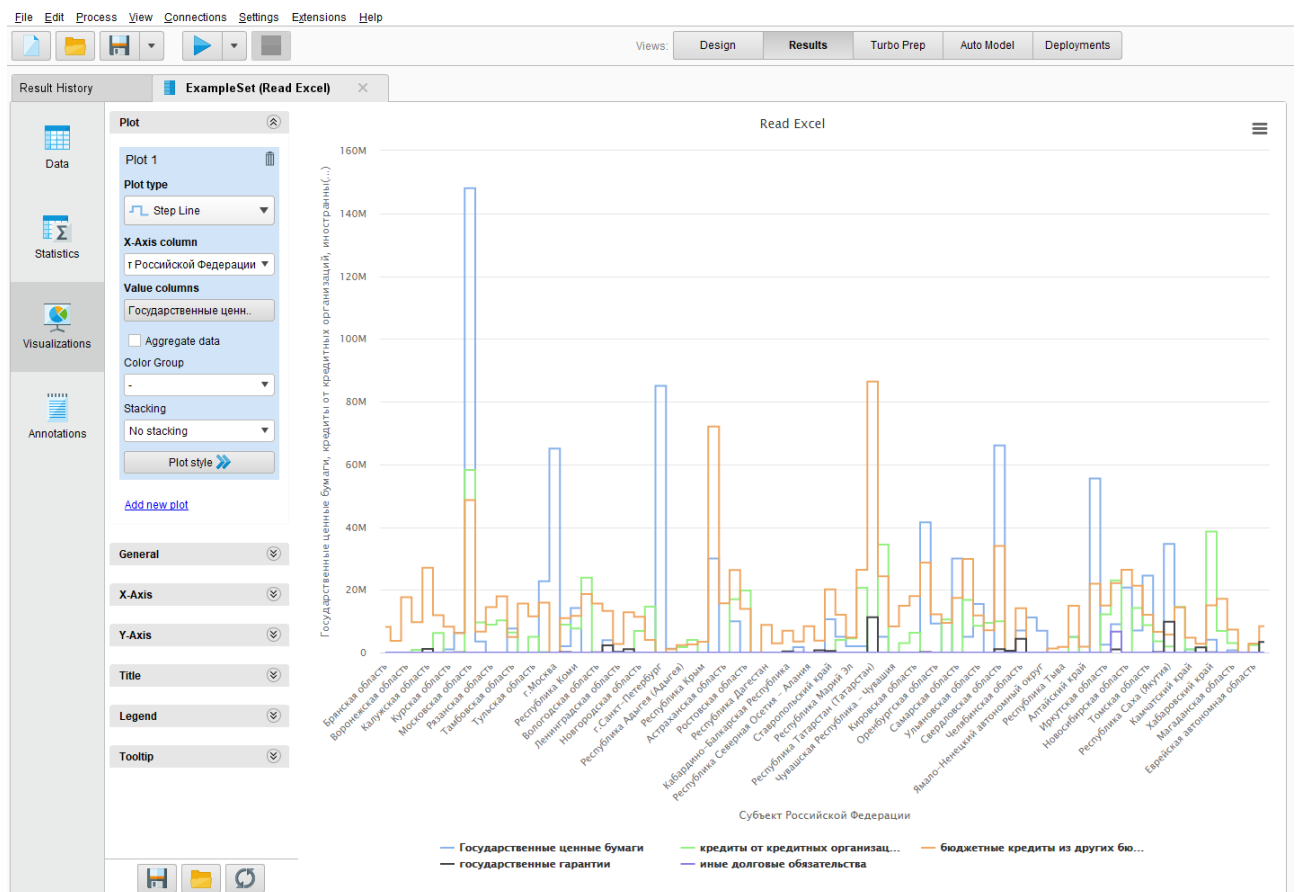 File Edit Process View Connections Settings Extensions Help
Views: Design Results Turbo Prep Auto Model Deployments
Result History
ExampleSet (Read Excel)
Data
Statistics
Visualizations
Annotations
Plot
Plot 1
Plot type
Step Line
X-Axis column
т Российской Федерации
Value columns
Государственные ценн..
Aggregate data
Color Group
-
Stacking
No stacking
Plot style
Add new plot
General
X-Axis
Y-Axis
Title
Legend
Tooltip
Read Excel
Государственные ценные бумаги, кредиты от кредитных организаций, иностранны(...)
160M
140M
120M
100M
80M
60M
40M
20M
0
Брянская область
Воронежская область
Калужская область
Курская область
Московская область
Рязанская область
Тамбовская область
Тульская область
г.Москва
Республика Коми
Вологодская область
Ленинградская область
Новгородская область
г.Санкт-Петербург
Республика Адыгея (Адыгея)
Республика Крым
Астраханская область
Ростовская область
Республика Дагестан
Кабардино-Балкарская Республика
Республика Северная Осетия - Алания
Ставропольский край
Республика Марий Эл
Республика Татарстан (Татарстан)
Чувашская Республика - Чувашия
Кировская область
Оренбургская область
Самарская область
Ульяновская область
Свердловская область
Челябинская область
Ямало-Ненецкий автономный округ
Республика Тыва
Алтайский край
Иркутская область
Новосибирская область
Томская область
Республика Саха (Якутия)
Камчатский край
Хабаровский край
Магаданская область
Еврейская автономная область
Субъект Российской Федерации
Государственные ценные бумаги
кредиты от кредитных организац...
бюджетные кредиты из других бю...
государственные гарантии
иные долговые обязательства